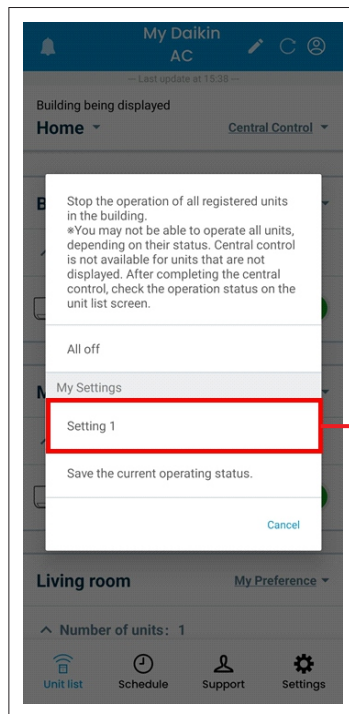 My Daikin
AC
--- Last update at 15:38 ---
Building being displayed
Home
Central Control
B
Stop the operation of all registered units
in the building.
※You may not be able to operate all units,
depending on their status. Central control
is not available for units that are not
displayed. After completing the central
control, check the operation status on the
unit list screen.
All off
M
My Settings
Setting 1
Save the current operating status.
Cancel
Living room
My Preference
Number of units: 1
Unit list
Schedule
Support
Settings